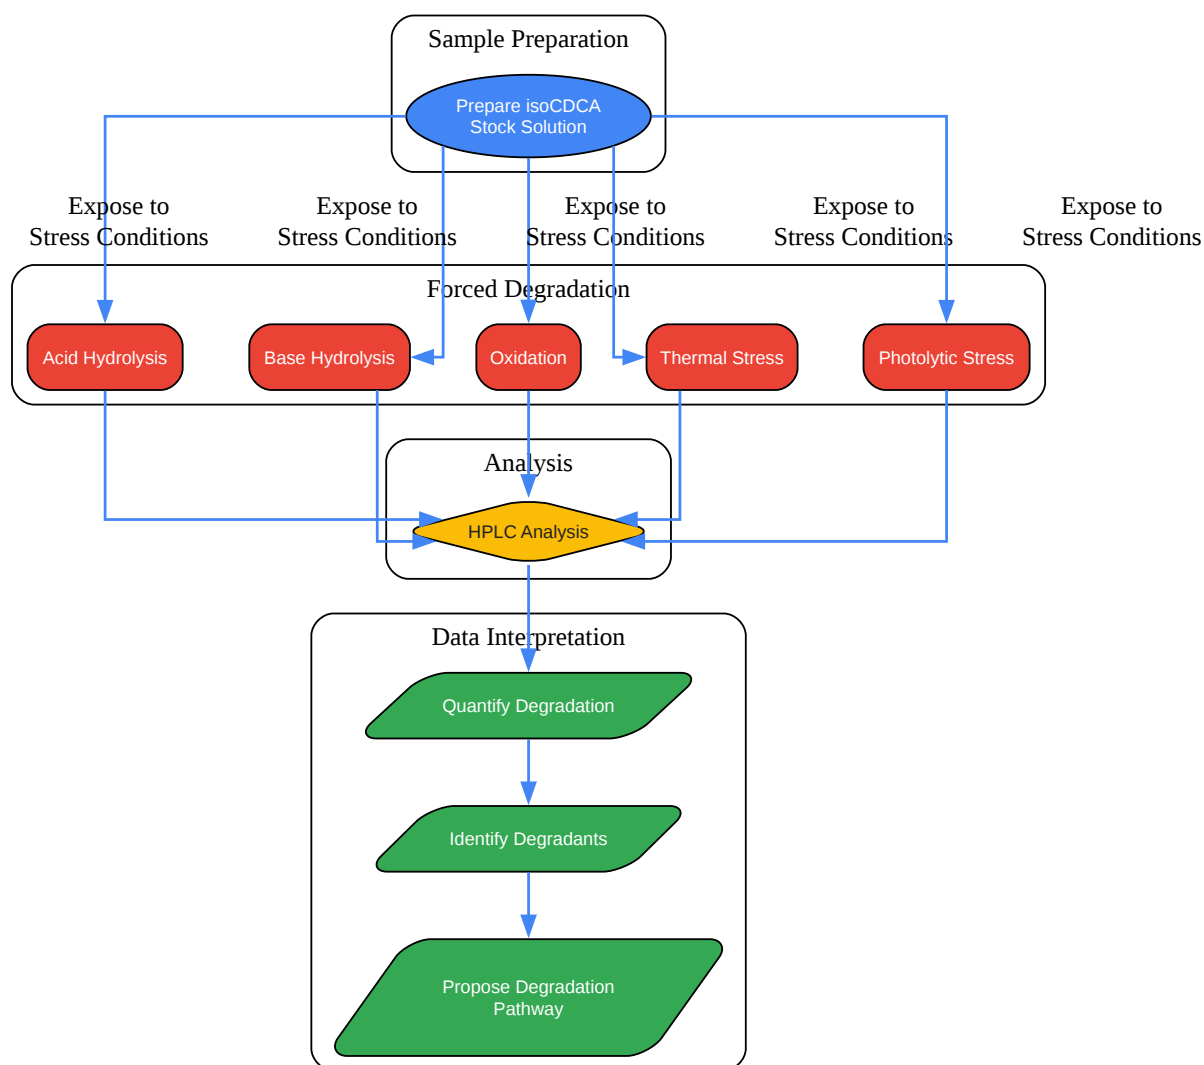 Sample Preparation
Prepare isoCDCA
Stock Solution
Expose to
Stress Conditions
Expose to
Stress Conditions
Expose to
Stress Conditions
Expose to
Stress Conditions
Expose to
Stress Conditions
Forced Degradation
Acid Hydrolysis
Base Hydrolysis
Oxidation
Thermal Stress
Photolytic Stress
Analysis
HPLC Analysis
Data Interpretation
Quantify Degradation
Identify Degradants
Propose Degradation
Pathway